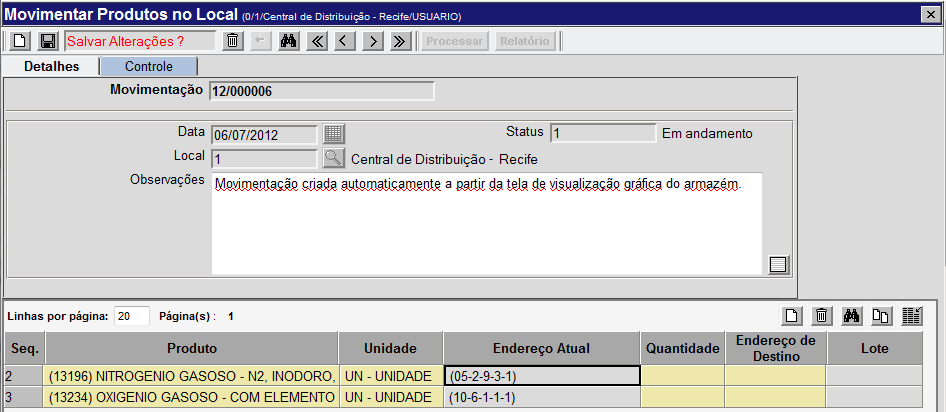 Movimentar Produtos no Local (0/1/Central de Distribuição - Recife/USUARIO)
Salvar Alterações ?
Processar Relatório
Detalhes Controle
Movimentação 12/000006
Data 06/07/2012 Status 1 Em andamento
Local 1 Central de Distribuição - Recife
Observações Movimentação criada automaticamente a partir da tela de visualização gráfica do armazém.
Linhas por página: 20 Página(s) : 1
Seq. Produto Unidade Endereço Atual Quantidade Endereço de Destino Lote
2 (13196) NITROGENIO GASOSO - N2, INODORO, UN - UNIDADE (05-2-9-3-1)
3 (13234) OXIGENIO GASOSO - COM ELEMENTO UN - UNIDADE (10-6-1-1-1)